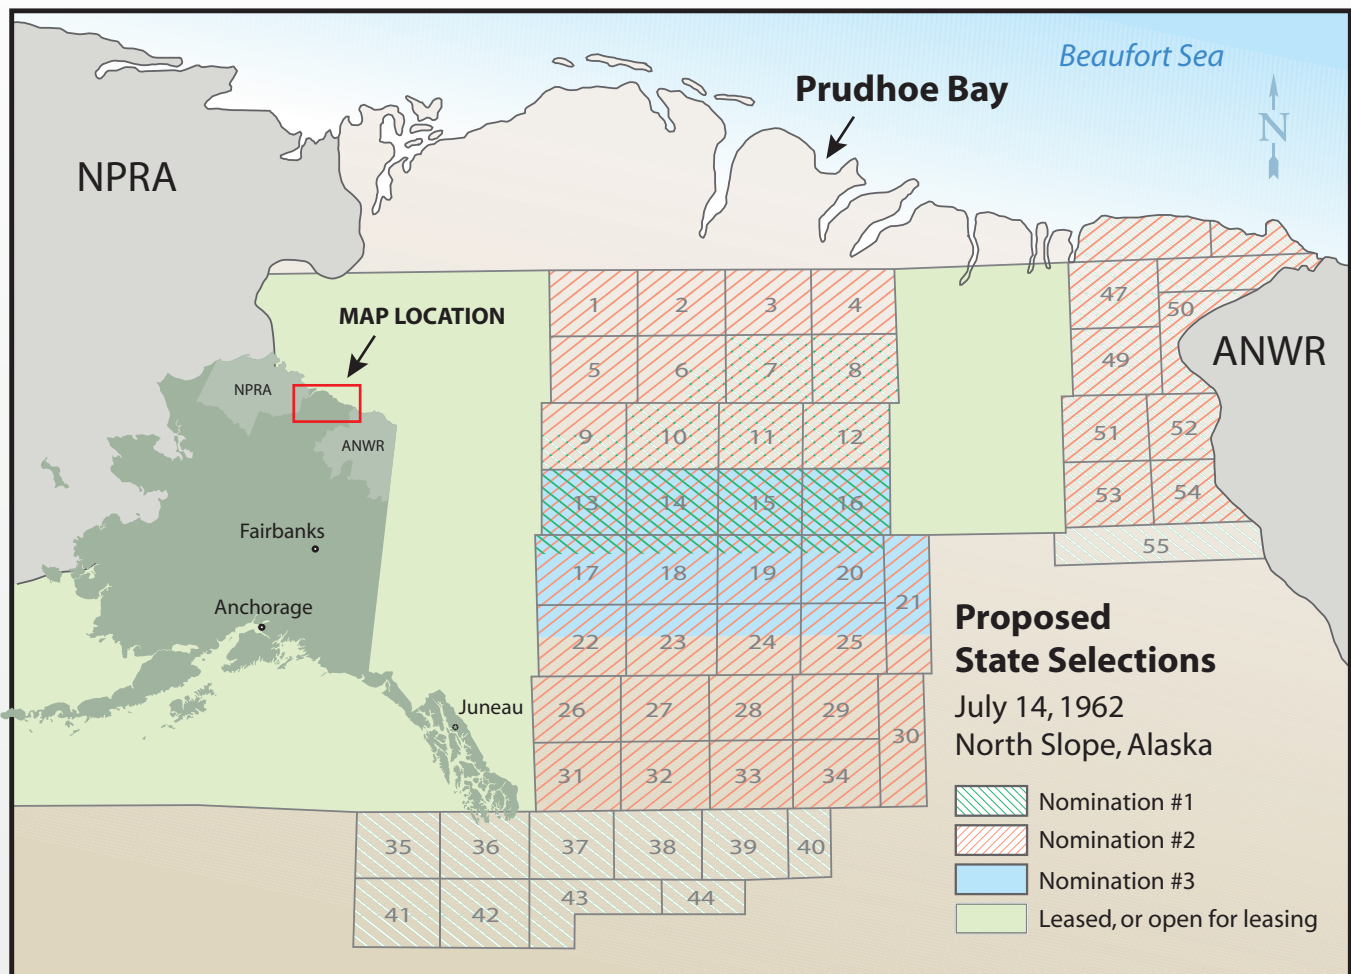 Beaufort Sea
Prudhoe Bay
N
NPRA
MAP LOCATION
ANWR
NPRA
ANWR
Fairbanks
Anchorage
Juneau
1 2 3 4
5 6 7 8
9 10 11 12
13 14 15 16
17 18 19 20 21
22 23 24 25
26 27 28 29 30
31 32 33 34
35 36 37 38 39 40
41 42 43 44
47 50
49
51 52
53 54
55
Proposed
State Selections
July 14, 1962
North Slope, Alaska
Nomination #1
Nomination #2
Nomination #3
Leased, or open for leasing